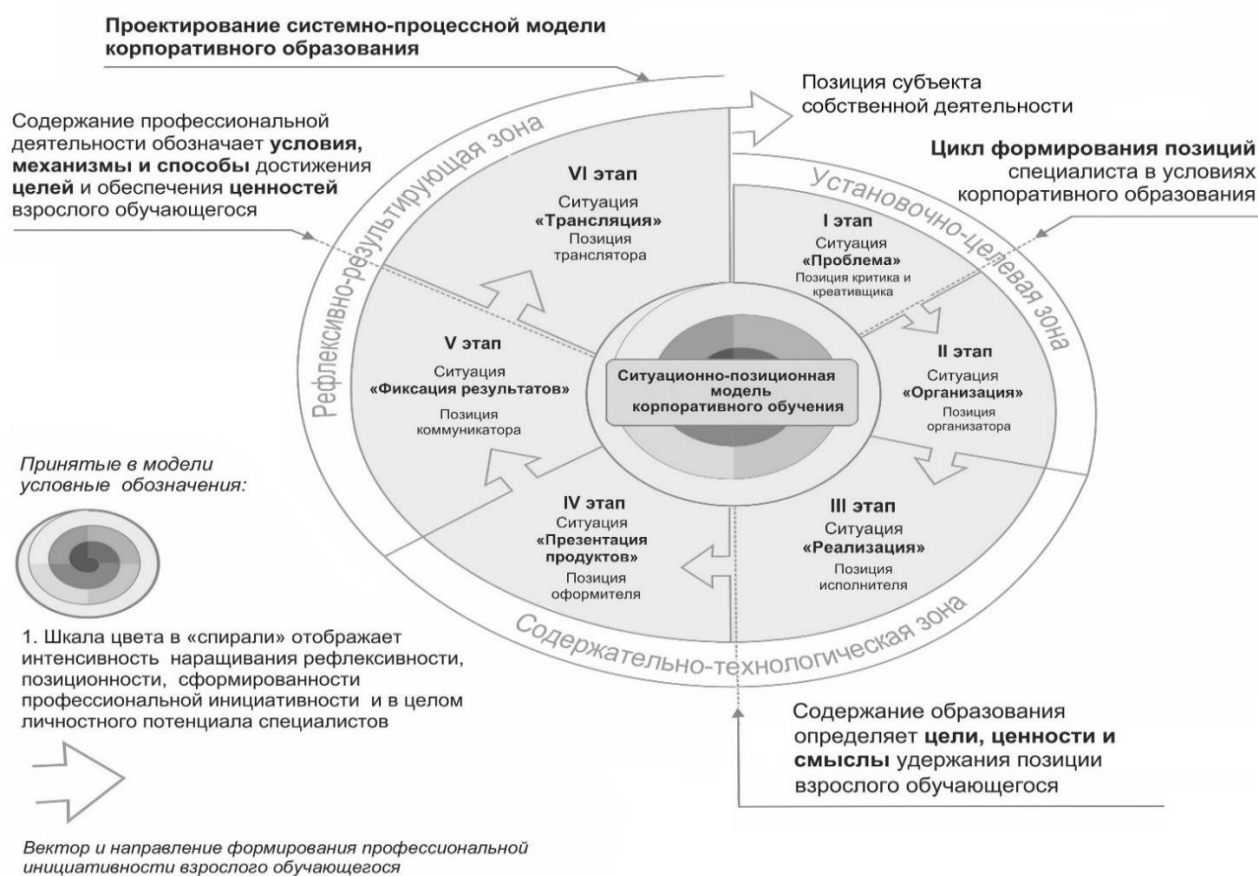 Проектирование системно-процессной модели
корпоративного образования
Позиция субъекта
собственной деятельности
Содержание профессиональной
деятельности обозначает условия,
механизмы и способы достижения
целей и обеспечения ценностей
взрослого обучающегося
Цикл формирования позиций
специалиста в условиях
корпоративного образования
Рефлексивно-результирующая зона
Установочно-целевая зона
VI этап
Ситуация
«Трансляция»
Позиция
транслятора
I этап
Ситуация
«Проблема»
Позиция критика и
креативщика
V этап
Ситуация
«Фиксация результатов»
Позиция
коммуникатора
II этап
Ситуация
«Организация»
Позиция
организатора
Ситуационно-позиционная
модель
корпоративного обучения
IV этап
Ситуация
«Презентация
продуктов»
Позиция
оформителя
III этап
Ситуация
«Реализация»
Позиция
исполнителя
Содержательно-технологическая зона
Принятые в модели
условные обозначения:
1. Шкала цвета в «спирали» отображает
интенсивность наращивания рефлексивности,
позиционности, сформированности
профессиональной инициативности и в целом
личностного потенциала специалистов
Содержание образования
определяет цели, ценности и
смыслы удержания позиции
взрослого обучающегося
Вектор и направление формирования профессиональной
инициативности взрослого обучающегося